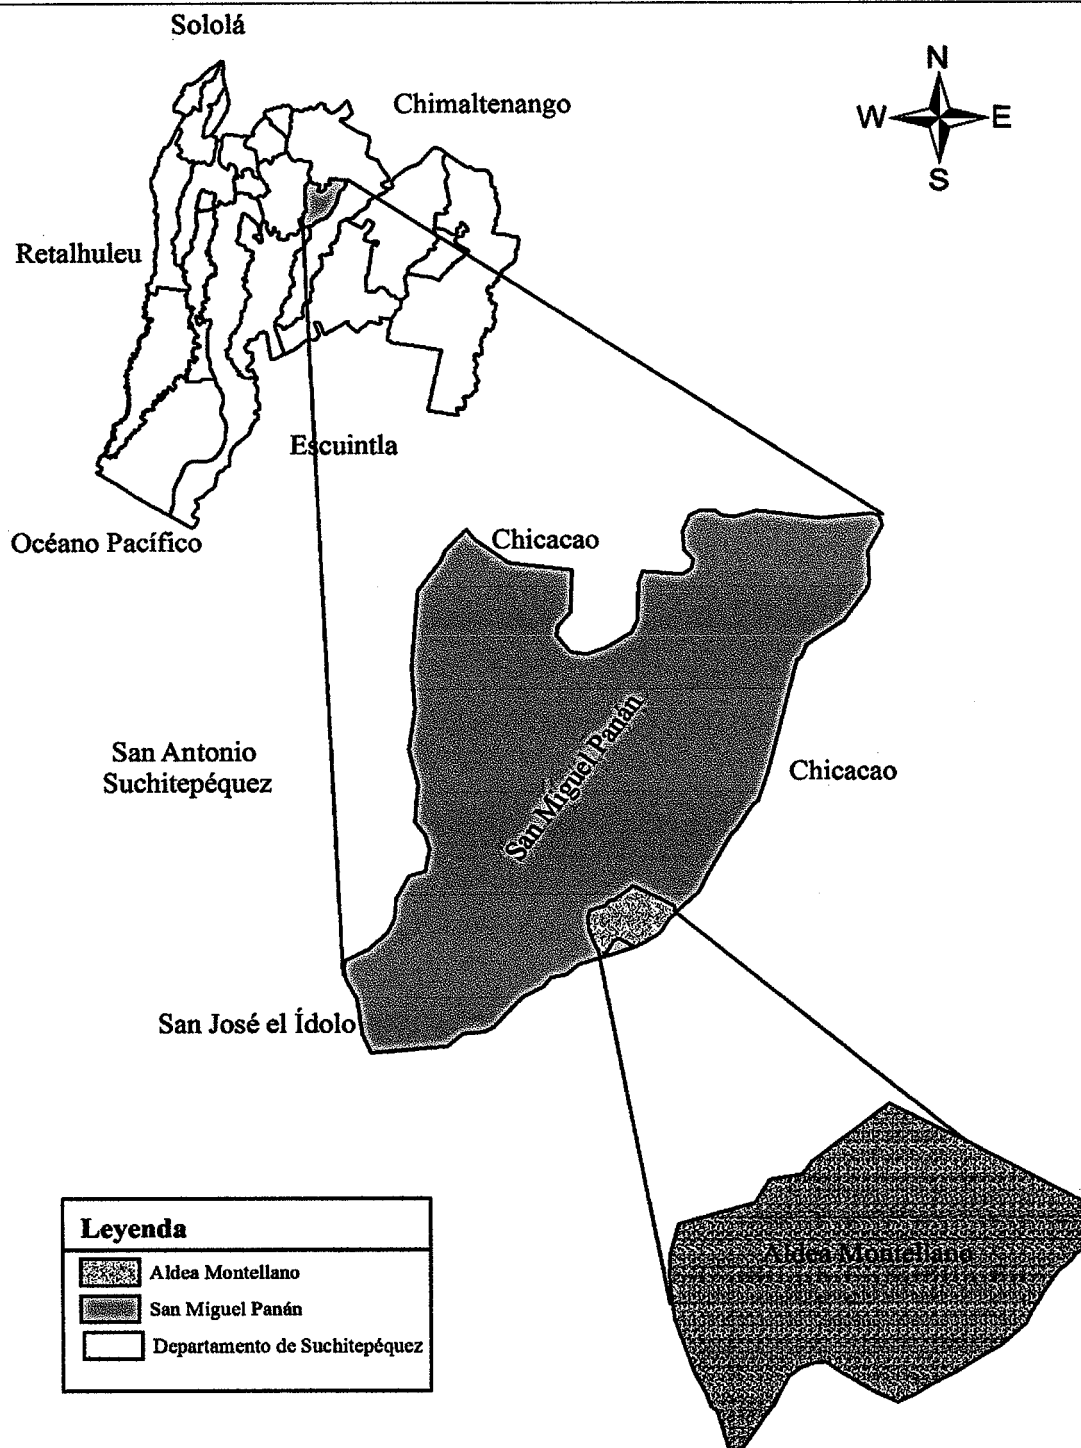 Sololá
Chimaltenango
N
W
E
S
Retalhuleu
Escuintla
Océano Pacífico
Chicacao
San Miguel Panán
San Antonio
Suchitepéquez
Chicacao
San José el Ídolo
Aldea Montellano
Leyenda
Aldea Montellano
San Miguel Panán
Departamento de Suchitepéquez